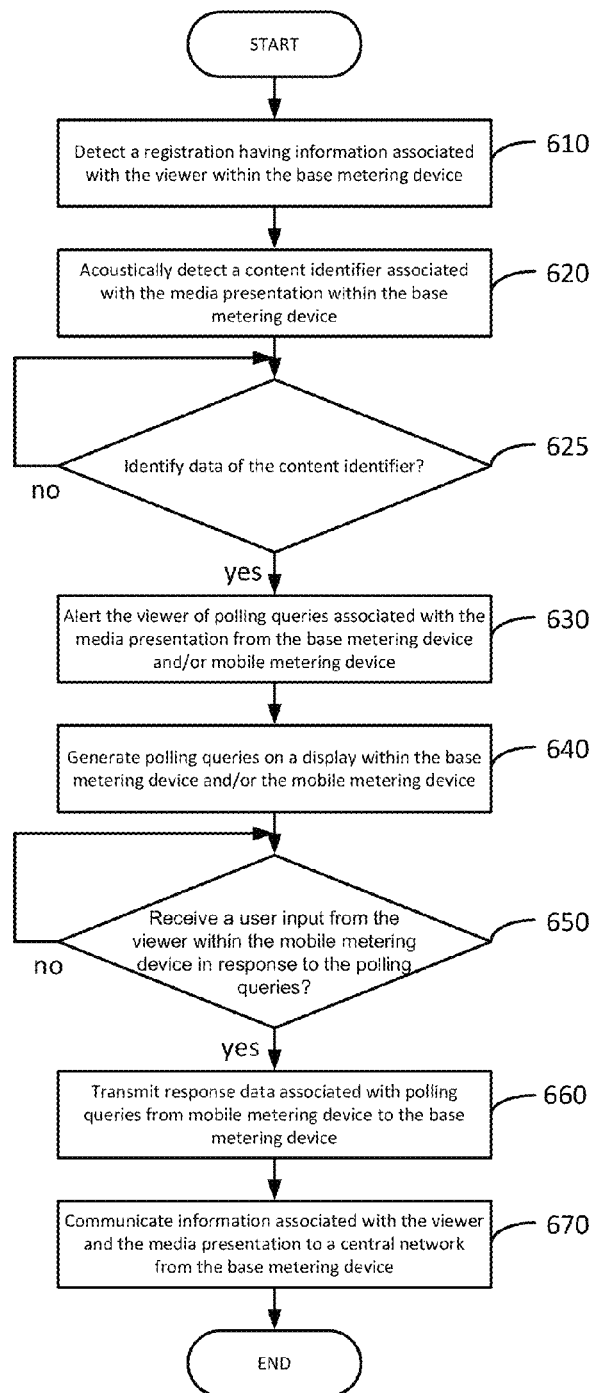 START
Detect a registration having information associated
with the viewer within the base metering device
610
Acoustically detect a content identifier associated
with the media presentation within the base
metering device
620
Identify data of the content identifier?
625
no
yes
Alert the viewer of polling queries associated with the
media presentation from the base metering device
and/or mobile metering device
630
Generate polling queries on a display within the base
metering device and/or the mobile metering device
640
Receive a user input from the
viewer within the mobile metering
device in response to the polling
queries?
650
no
yes
Transmit response data associated with polling
queries from mobile metering device to the base
metering device
660
Communicate information associated with the viewer
and the media presentation to a central network
from the base metering device
670
END